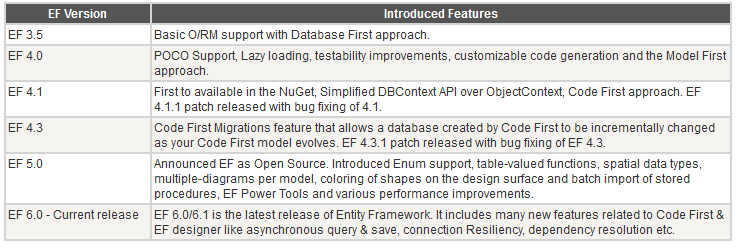 EF Version Introduced Features
EF 3.5 Basic O/RM support with Database First approach.
EF 4.0 POCO Support, Lazy loading, testability improvements, customizable code generation and the Model First
approach.
EF 4.1 First to available in the NuGet, Simplified DBContext API over ObjectContext, Code First approach. EF
4.1.1 patch released with bug fixing of 4.1.
EF 4.3 Code First Migrations feature that allows a database created by Code First to be incrementally changed
as your Code First model evolves. EF 4.3.1 patch released with bug fixing of EF 4.3.
EF 5.0 Announced EF as Open Source. Introduced Enum support, table-valued functions, spatial data types,
multiple-diagrams per model, coloring of shapes on the design surface and batch import of stored
procedures, EF Power Tools and various performance improvements.
EF 6.0 - Current release EF 6.0/6.1 is the latest release of Entity Framework. It includes many new features related to Code First &
EF designer like asynchronous query & save, connection Resiliency, dependency resolution etc.